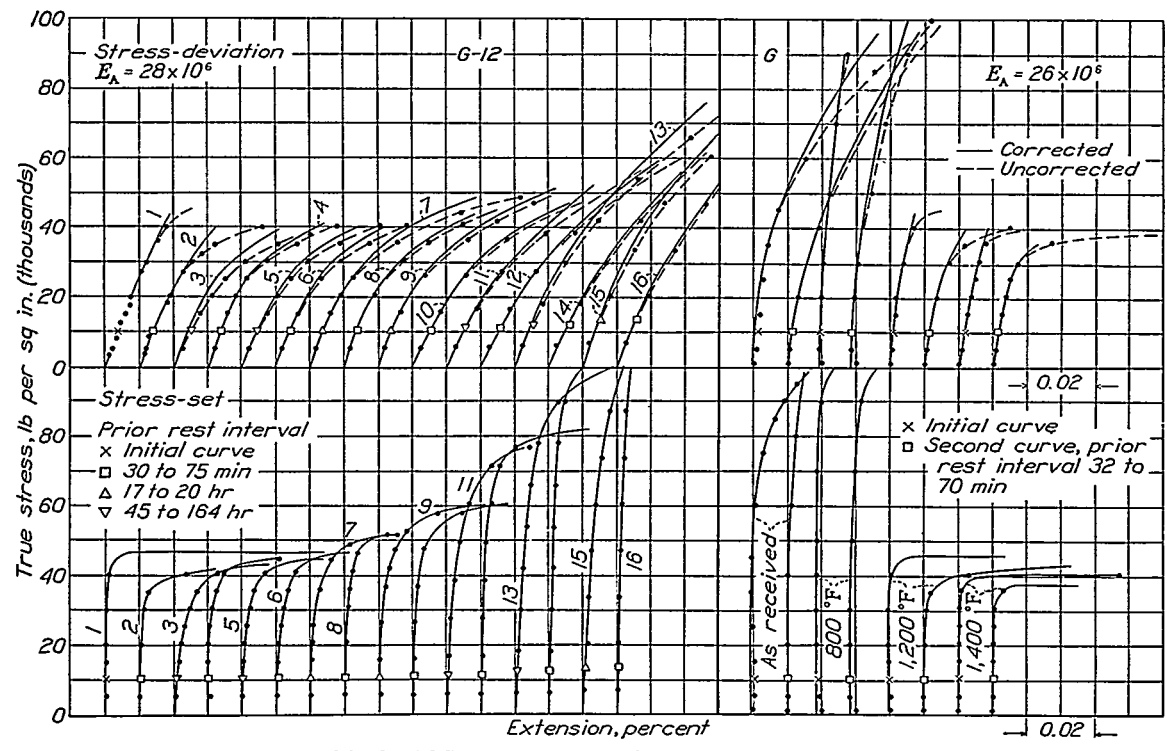 100
80
60
40
20
0
80
60
40
20
0
True stress, lb per sq in. (thousands)
Stress-deviation
E_A = 28×10⁶
G-12
G
E_A = 26×10⁶
Corrected
Uncorrected
1
2
3
4
5
6
7
8
9
10
11
12
13
14
15
16
0.02
Stress-set
Prior rest interval
× Initial curve
□ 30 to 75 min
△ 17 to 20 hr
▽ 45 to 164 hr
× Initial curve
□ Second curve, prior
rest interval 32 to
70 min
1
2
3
5
6
7
8
9
11
13
15
16
As received
800 °F
1,200 °F
1,400 °F
Extension, percent
0.02